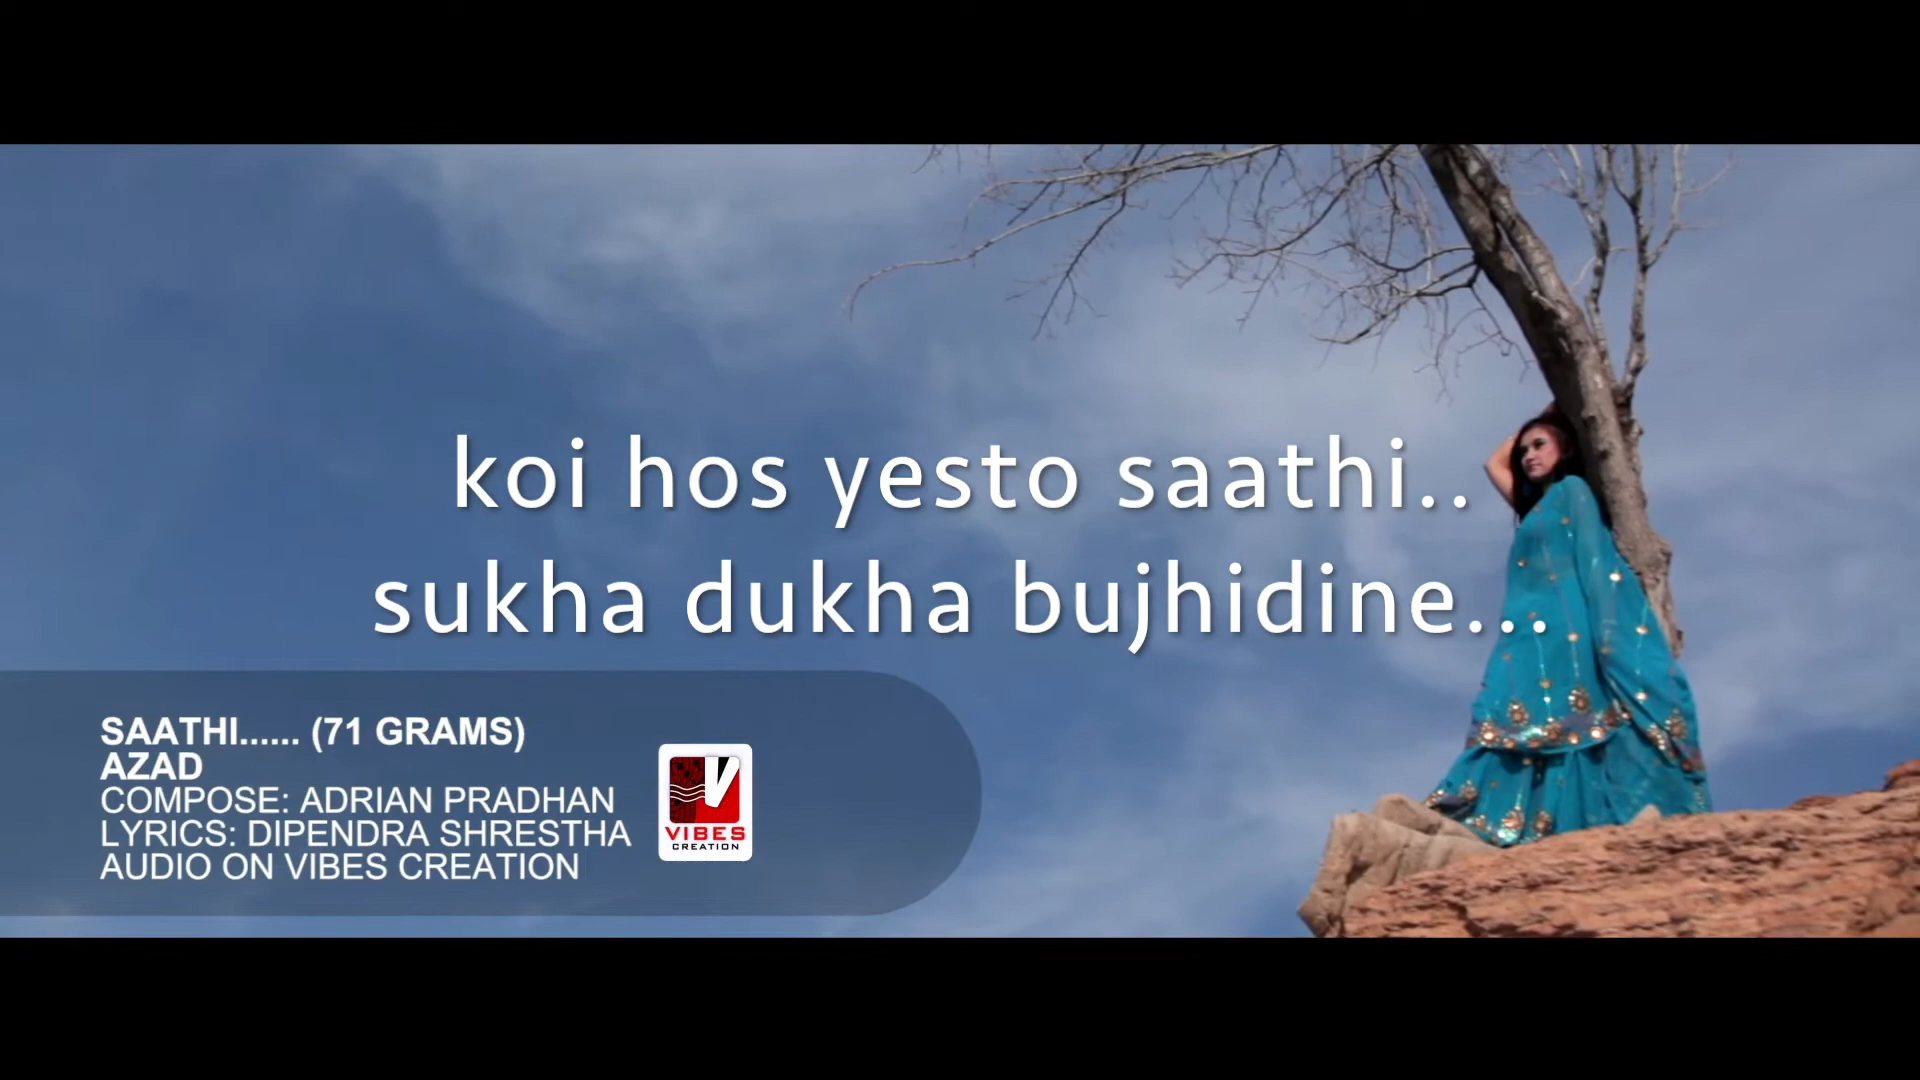 koi hos yesto saathi..
sukha dukha bujhidine...
SAATHI...... (71 GRAMS)
AZAD
COMPOSE: ADRIAN PRADHAN
LYRICS: DIPENDRA SHRESTHA
AUDIO ON VIBES CREATION
VIBES
CREATION